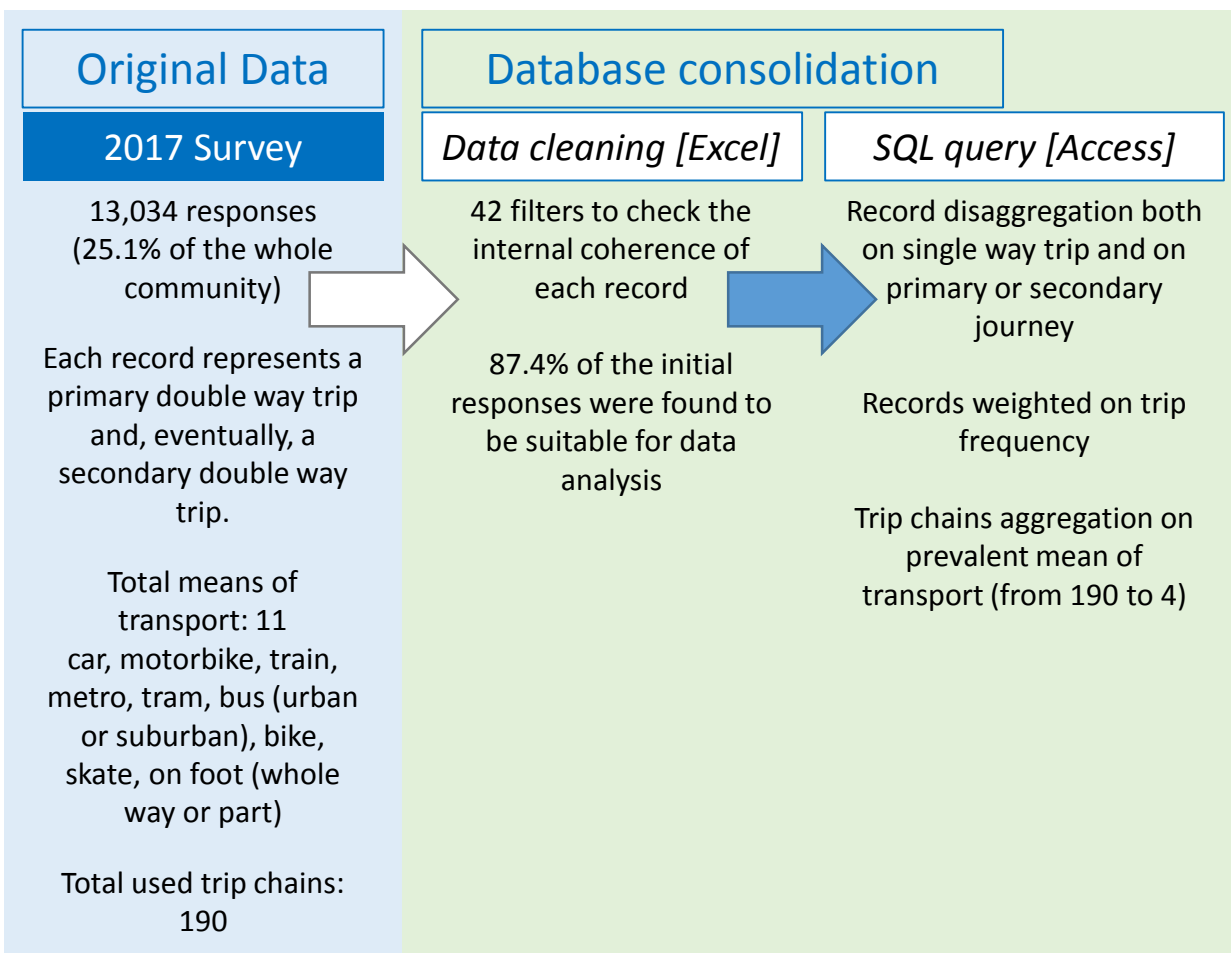 Original Data
2017 Survey
13,034 responses
(25.1% of the whole
community)
Each record represents a
primary double way trip
and, eventually, a
secondary double way
trip.
Total means of
transport: 11
car, motorbike, train,
metro, tram, bus (urban
or suburban), bike,
skate, on foot (whole
way or part)
Total used trip chains:
190
Database consolidation
Data cleaning [Excel]
42 filters to check the
internal coherence of
each record
87.4% of the initial
responses were found to
be suitable for data
analysis
SQL query [Access]
Record disaggregation both
on single way trip and on
primary or secondary
journey
Records weighted on trip
frequency
Trip chains aggregation on
prevalent mean of
transport (from 190 to 4)